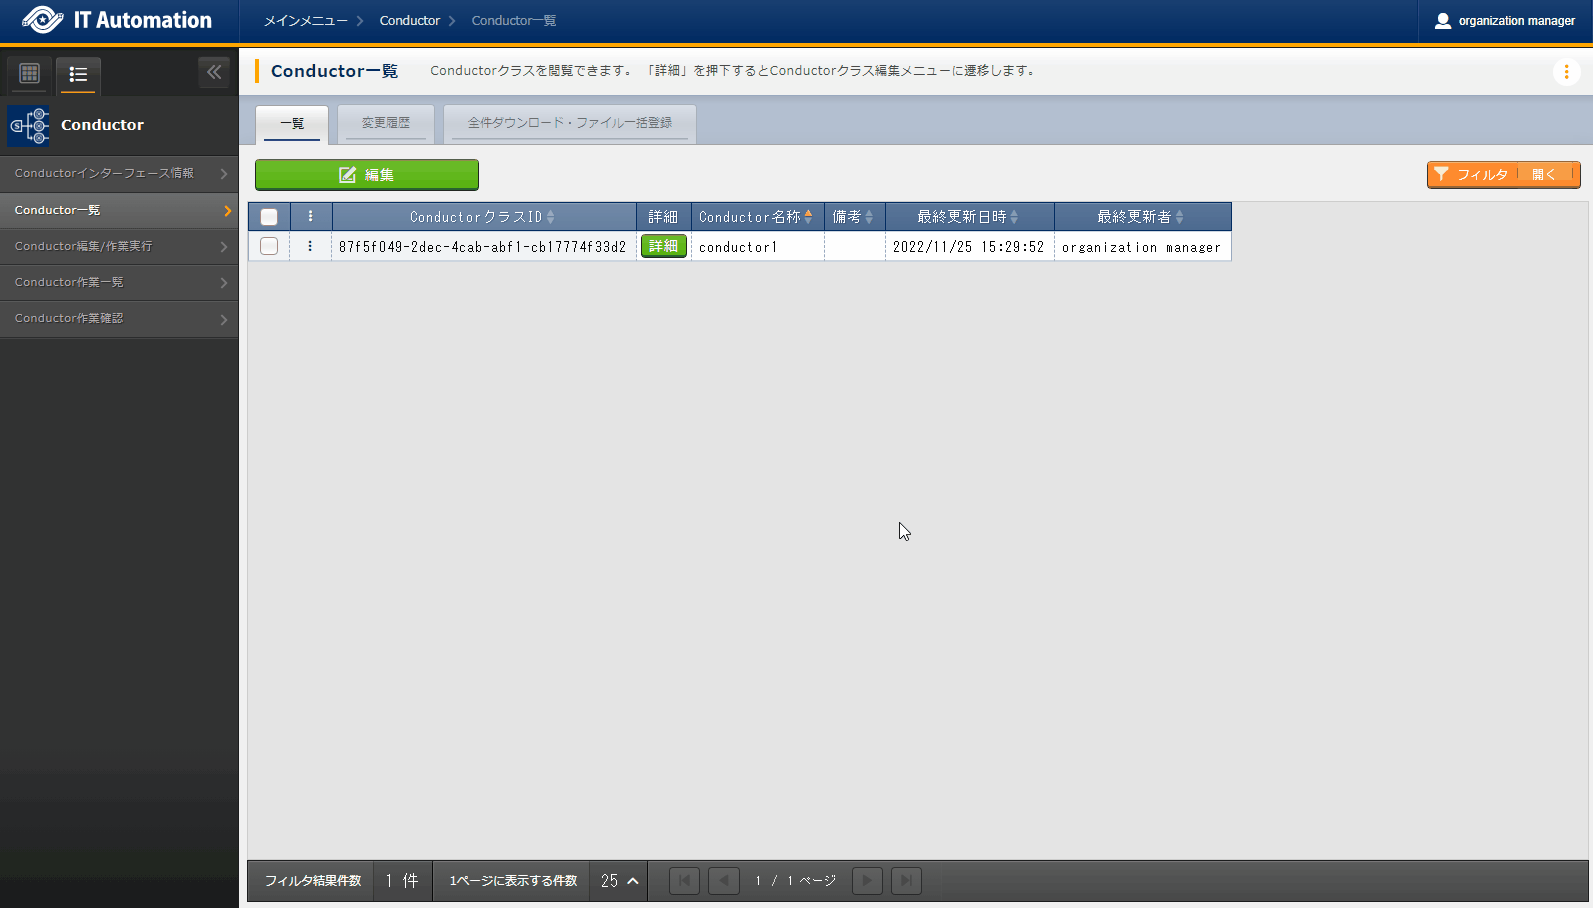 IT Automation
メインメニュー Conductor Conductor一覧
organization manager
Conductor
Conductorインターフェース情報
Conductor一覧
Conductor編集/作業実行
Conductor作業一覧
Conductor作業確認
Conductor一覧
Conductorクラスを閲覧できます。 「詳細」を押下するとConductorクラス編集メニューに遷移します。
一覧 変更履歴 全件ダウンロード・ファイル一括登録
編集
フィルタ 開く
ConductorクラスID 詳細 Conductor名称 備考 最終更新日時 最終更新者
87f5f049-2dec-4cab-abf1-cb17774f33d2 詳細 conductor1 2022/11/25 15:29:52 organization manager
フィルタ結果件数 1 件 1ページに表示する件数 25 1 / 1 ページ